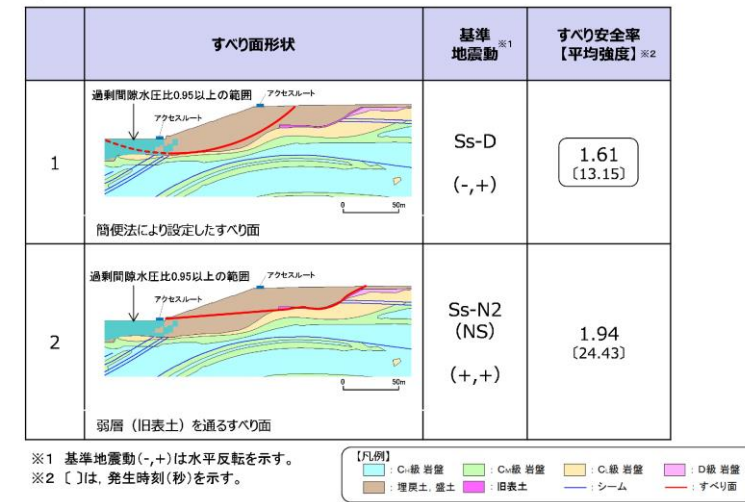 すべり面形状
基準
地震動※1
すべり安全率
【平均強度】※2
1
過剰間隙水圧比0.95以上の範囲
アクセスルート
アクセスルート
0 50m
簡便法により設定したすべり面
Ss-D
(-,+)
1.61
〔13.15〕
2
過剰間隙水圧比0.95以上の範囲
アクセスルート
アクセスルート
0 50m
弱層（旧表土）を通るすべり面
Ss-N2
(NS)
(+,+)
1.94
〔24.43〕
※1 基準地震動(-,+)は水平反転を示す。
※2 〔 〕は, 発生時刻(秒)を示す。
【凡例】
: CH級 岩盤 : CM級 岩盤 : CL級 岩盤 : D級 岩盤
: 埋戻土, 盛土 : 旧表土 : シーム : すべり面